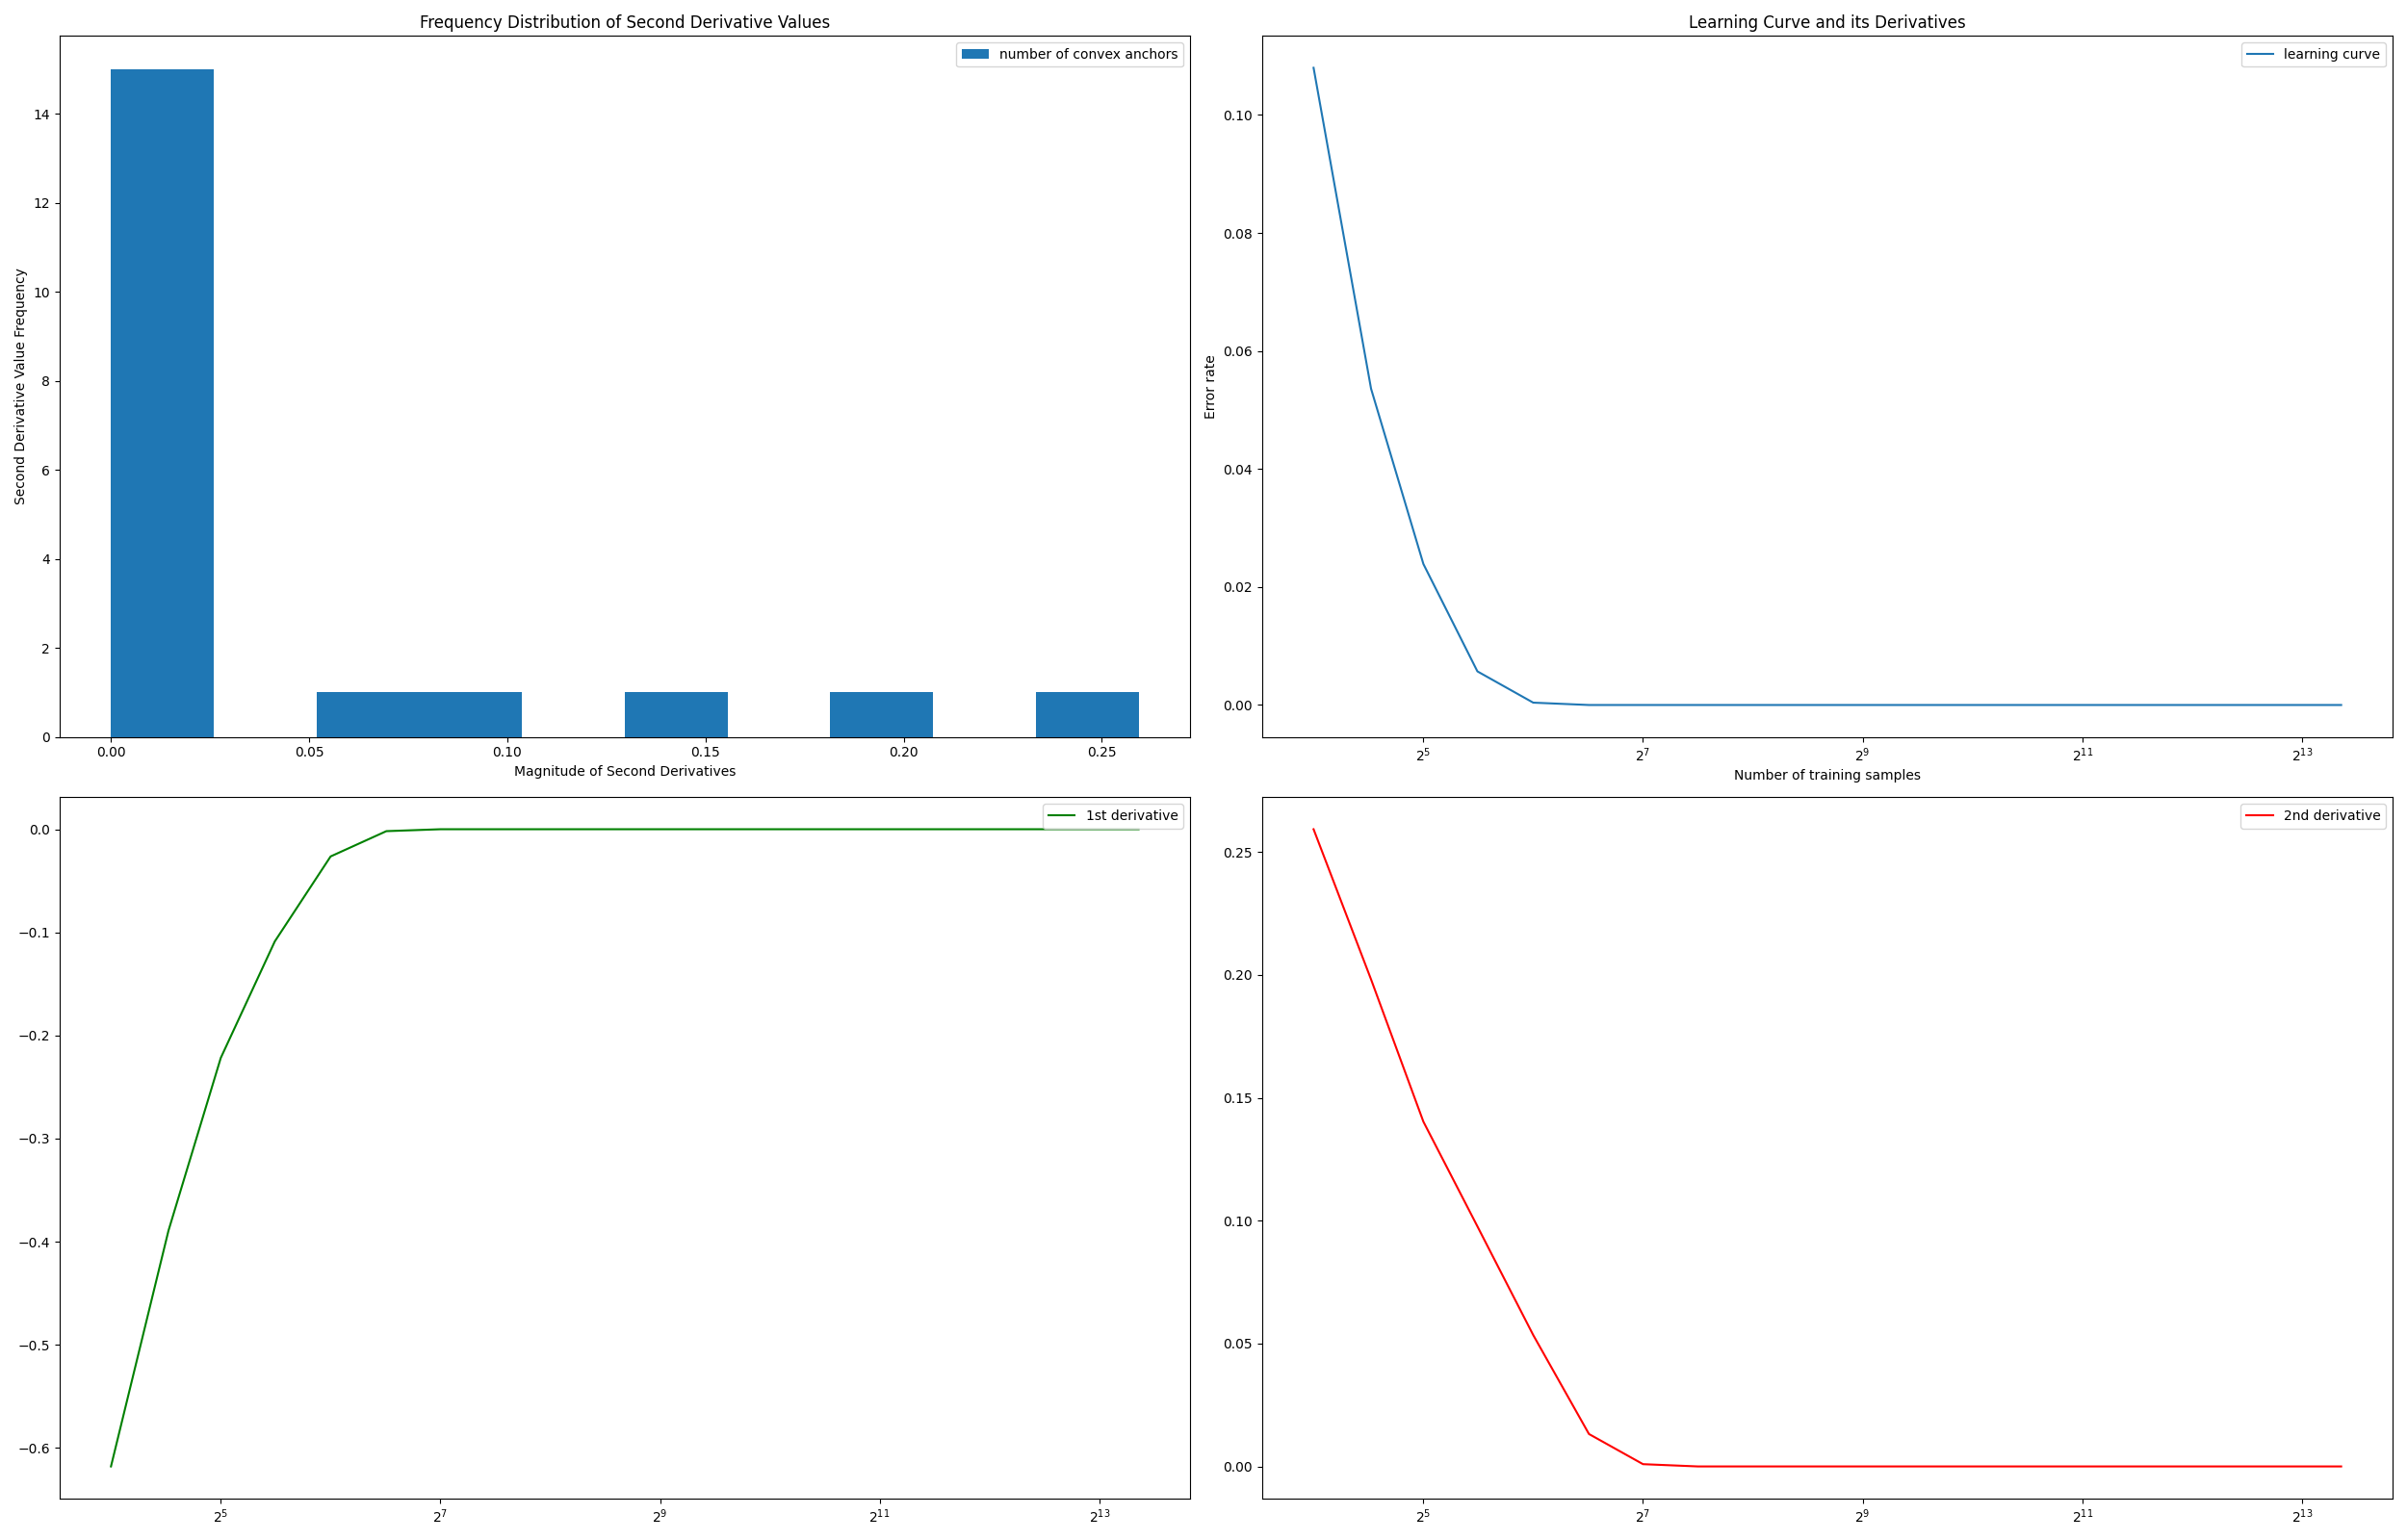 Frequency Distribution of Second Derivative Values
number of convex anchors
Second Derivative Value Frequency
14
12
10
8
6
4
2
0
0.00 0.05 0.10 0.15 0.20 0.25
Magnitude of Second Derivatives
Learning Curve and its Derivatives
learning curve
Error rate
0.10
0.08
0.06
0.04
0.02
0.00
2^5 2^7 2^9 2^11 2^13
Number of training samples
1st derivative
0.0
−0.1
−0.2
−0.3
−0.4
−0.5
−0.6
2^5 2^7 2^9 2^11 2^13
2nd derivative
0.25
0.20
0.15
0.10
0.05
0.00
2^5 2^7 2^9 2^11 2^13